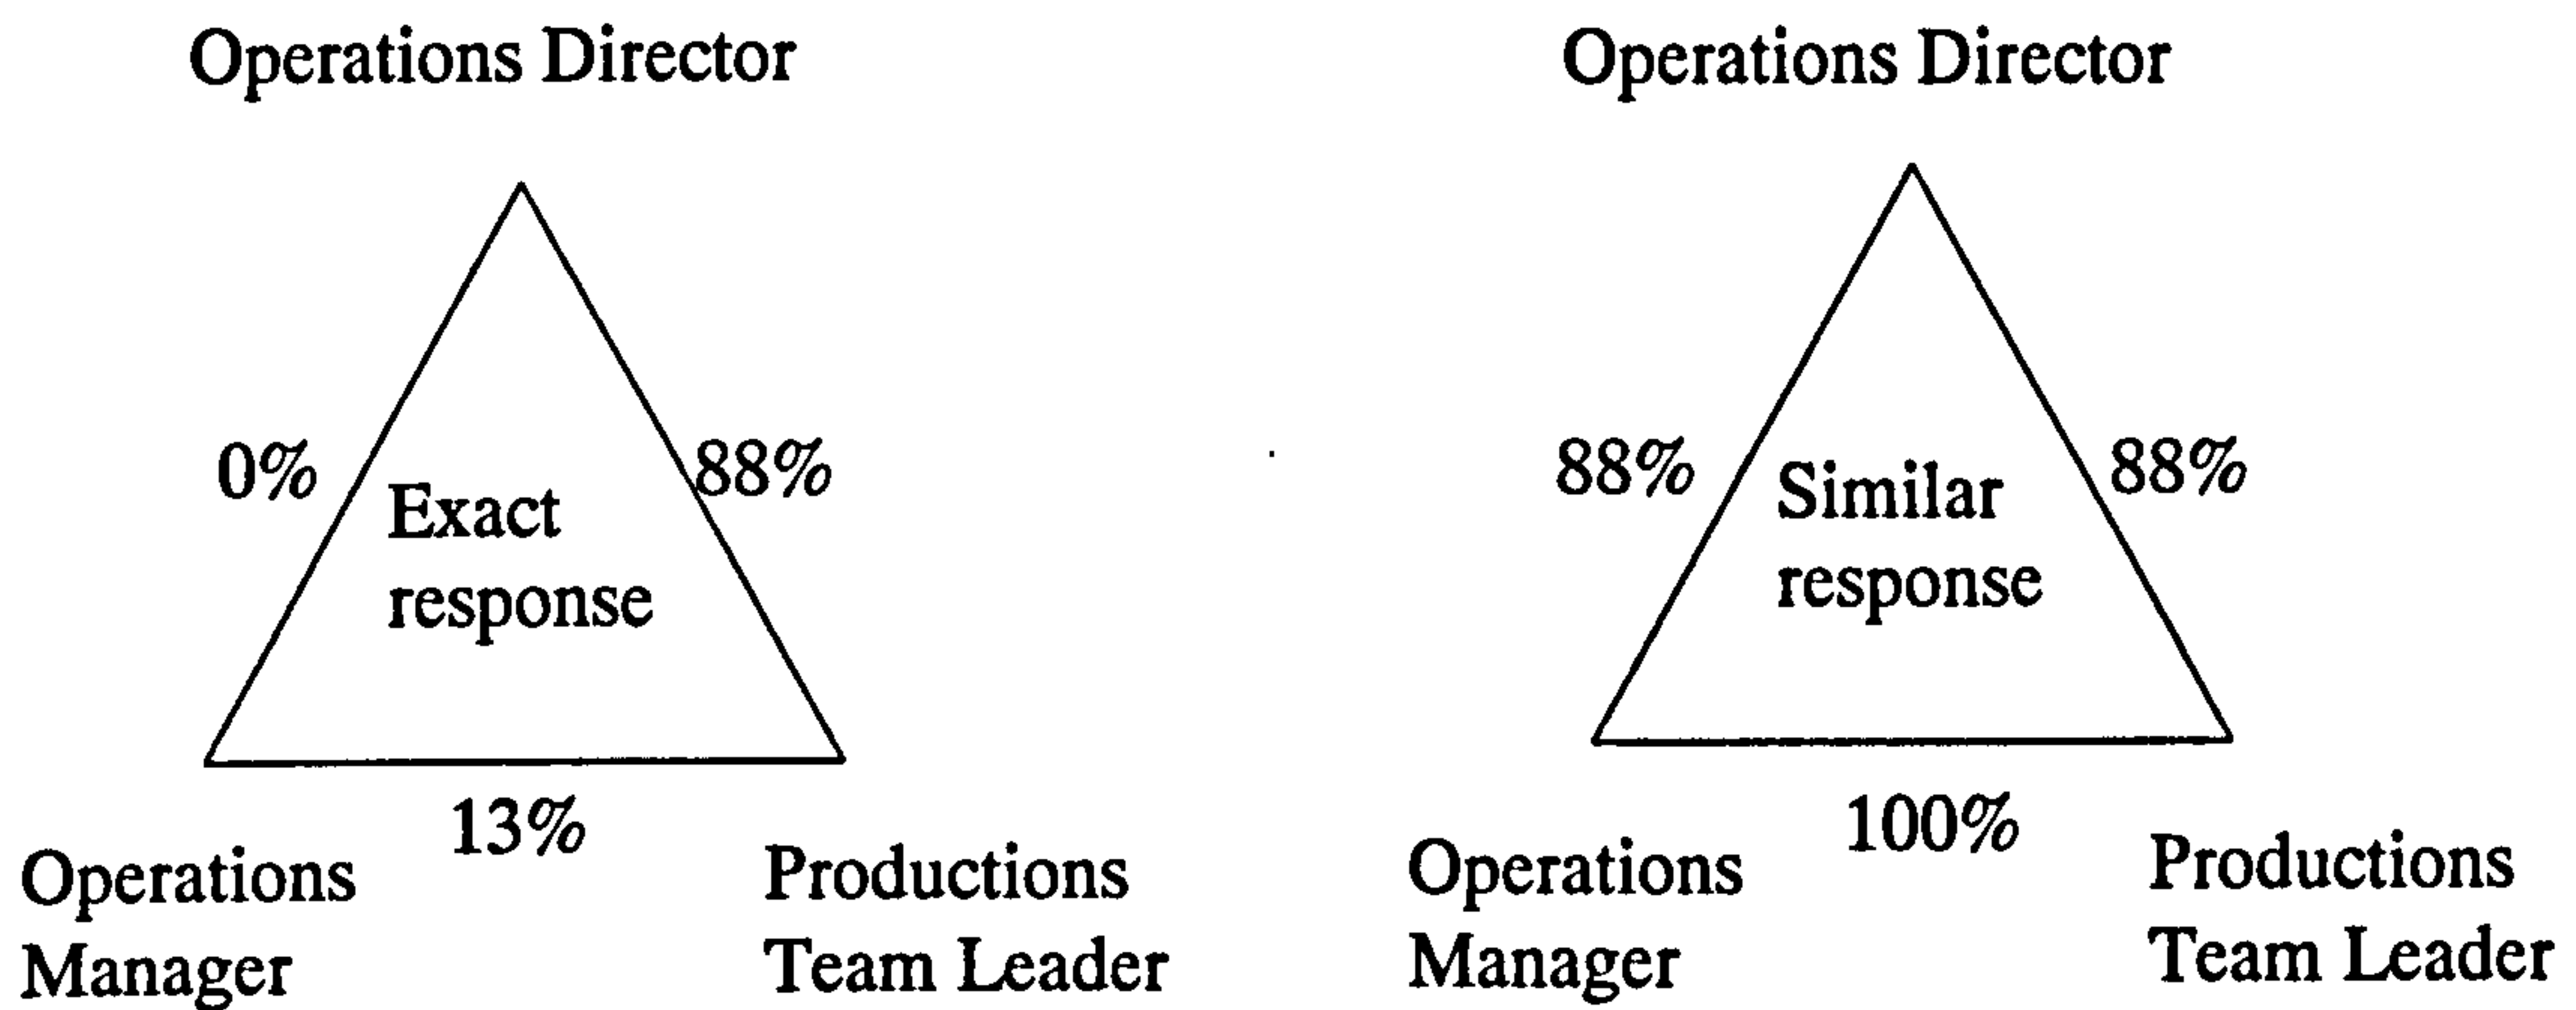 Operations Director
0%
88%
Exact
response
13%
Operations
Manager
Productions
Team Leader
Operations Director
88%
88%
Similar
response
100%
Operations
Manager
Productions
Team Leader